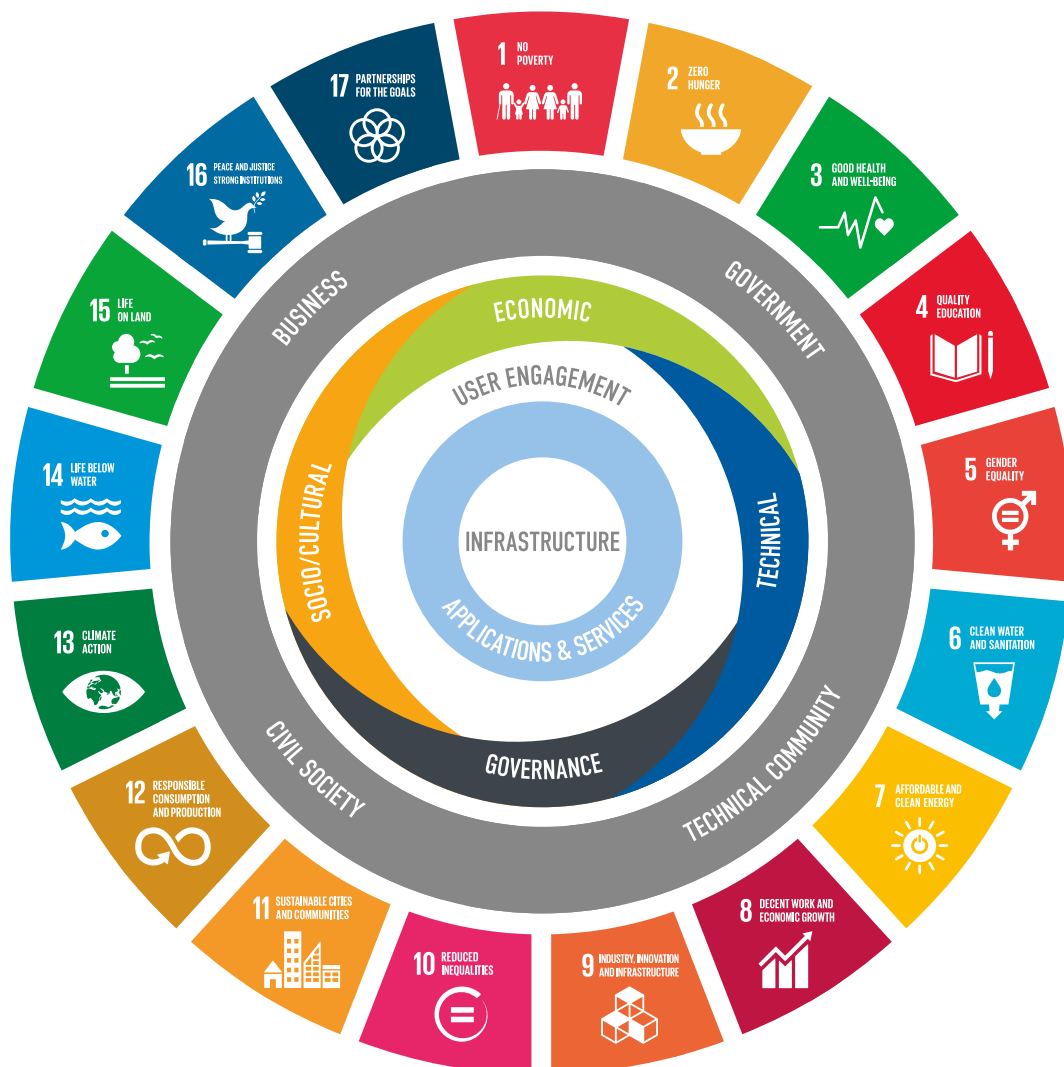 1 NO
POVERTY
2 ZERO
HUNGER
3 GOOD HEALTH
AND WELL-BEING
4 QUALITY
EDUCATION
5 GENDER
EQUALITY
6 CLEAN WATER
AND SANITATION
7 AFFORDABLE AND
CLEAN ENERGY
8 DECENT WORK AND
ECONOMIC GROWTH
9 INDUSTRY, INNOVATION
AND INFRASTRUCTURE
10 REDUCED
INEQUALITIES
11 SUSTAINABLE CITIES
AND COMMUNITIES
12 RESPONSIBLE
CONSUMPTION
AND PRODUCTION
13 CLIMATE
ACTION
14 LIFE BELOW
WATER
15 LIFE
ON LAND
16 PEACE AND JUSTICE
STRONG INSTITUTIONS
17 PARTNERSHIPS
FOR THE GOALS
BUSINESS
GOVERNMENT
TECHNICAL COMMUNITY
CIVIL SOCIETY
ECONOMIC
TECHNICAL
GOVERNANCE
SOCIO/CULTURAL
USER ENGAGEMENT
INFRASTRUCTURE
APPLICATIONS & SERVICES